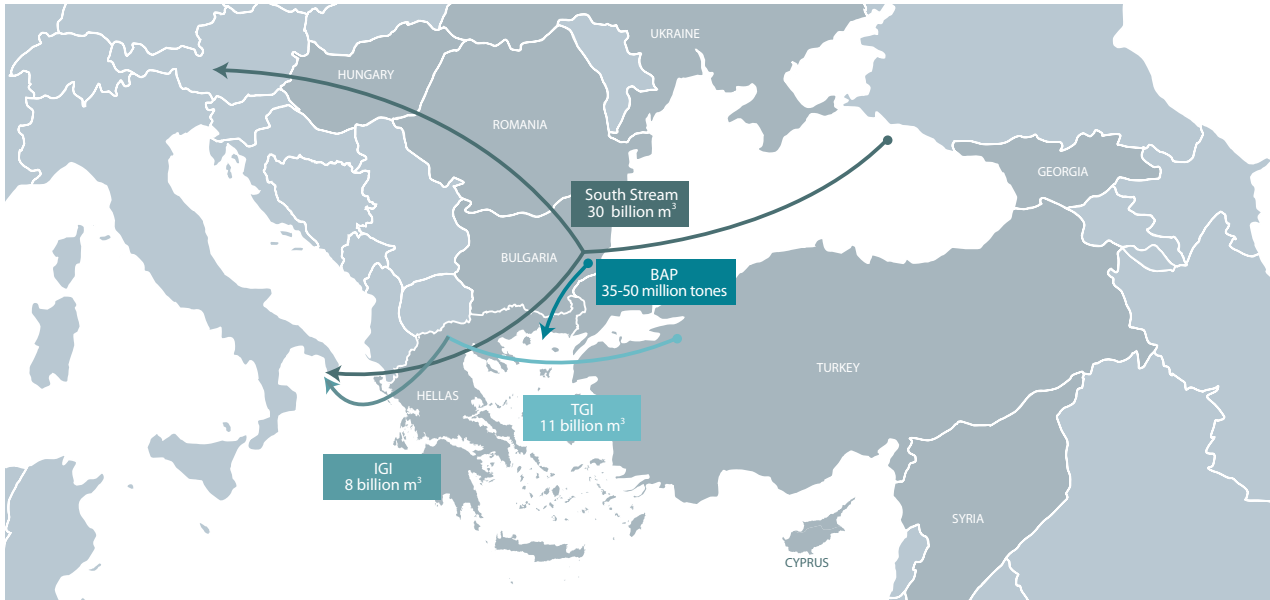 UKRAINE
HUNGARY
ROMANIA
GEORGIA
South Stream
30 billion m³
BULGARIA
BAP
35-50 million tones
TURKEY
HELLAS
TGI
11 billion m³
IGI
8 billion m³
SYRIA
CYPRUS